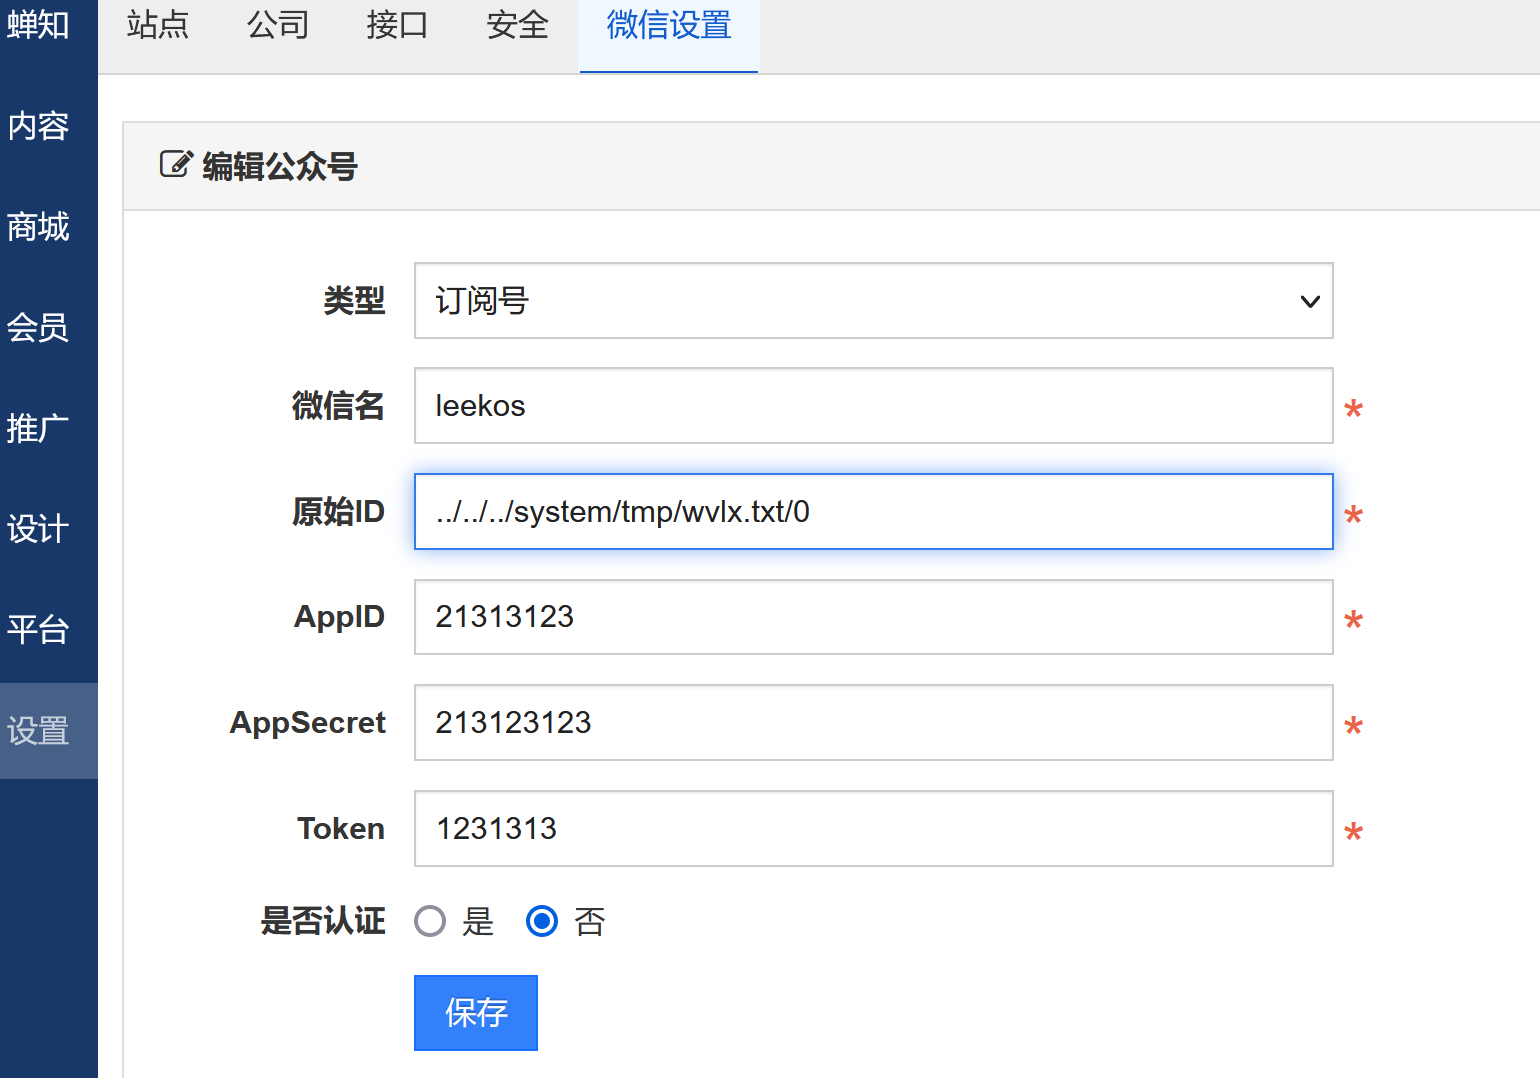 蝉知
站点 公司 接口 安全 微信设置
内容
商城
会员
推广
设计
平台
设置
编辑公众号
类型 订阅号
微信名 leekos *
原始ID ../../../system/tmp/wvlx.txt/0 *
AppID 21313123 *
AppSecret 213123123 *
Token 1231313 *
是否认证 是 否
保存